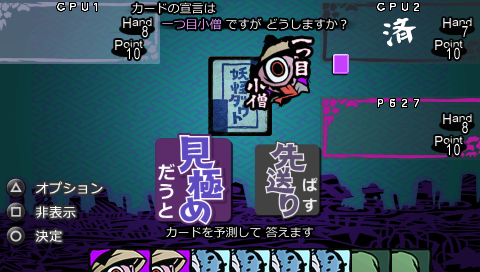 CPU1
Hand
8
Point
10
カードの宣言は
一つ目小僧 ですが どうしますか？
CPU2
済
Hand
7
Point
10
一つ目
小僧
妖怪
ダウト
P627
Hand
8
Point
10
見極め
だうと
先送り
ぱす
△ オプション
□ 非表示
○ 決定
カードを予測して 答えます